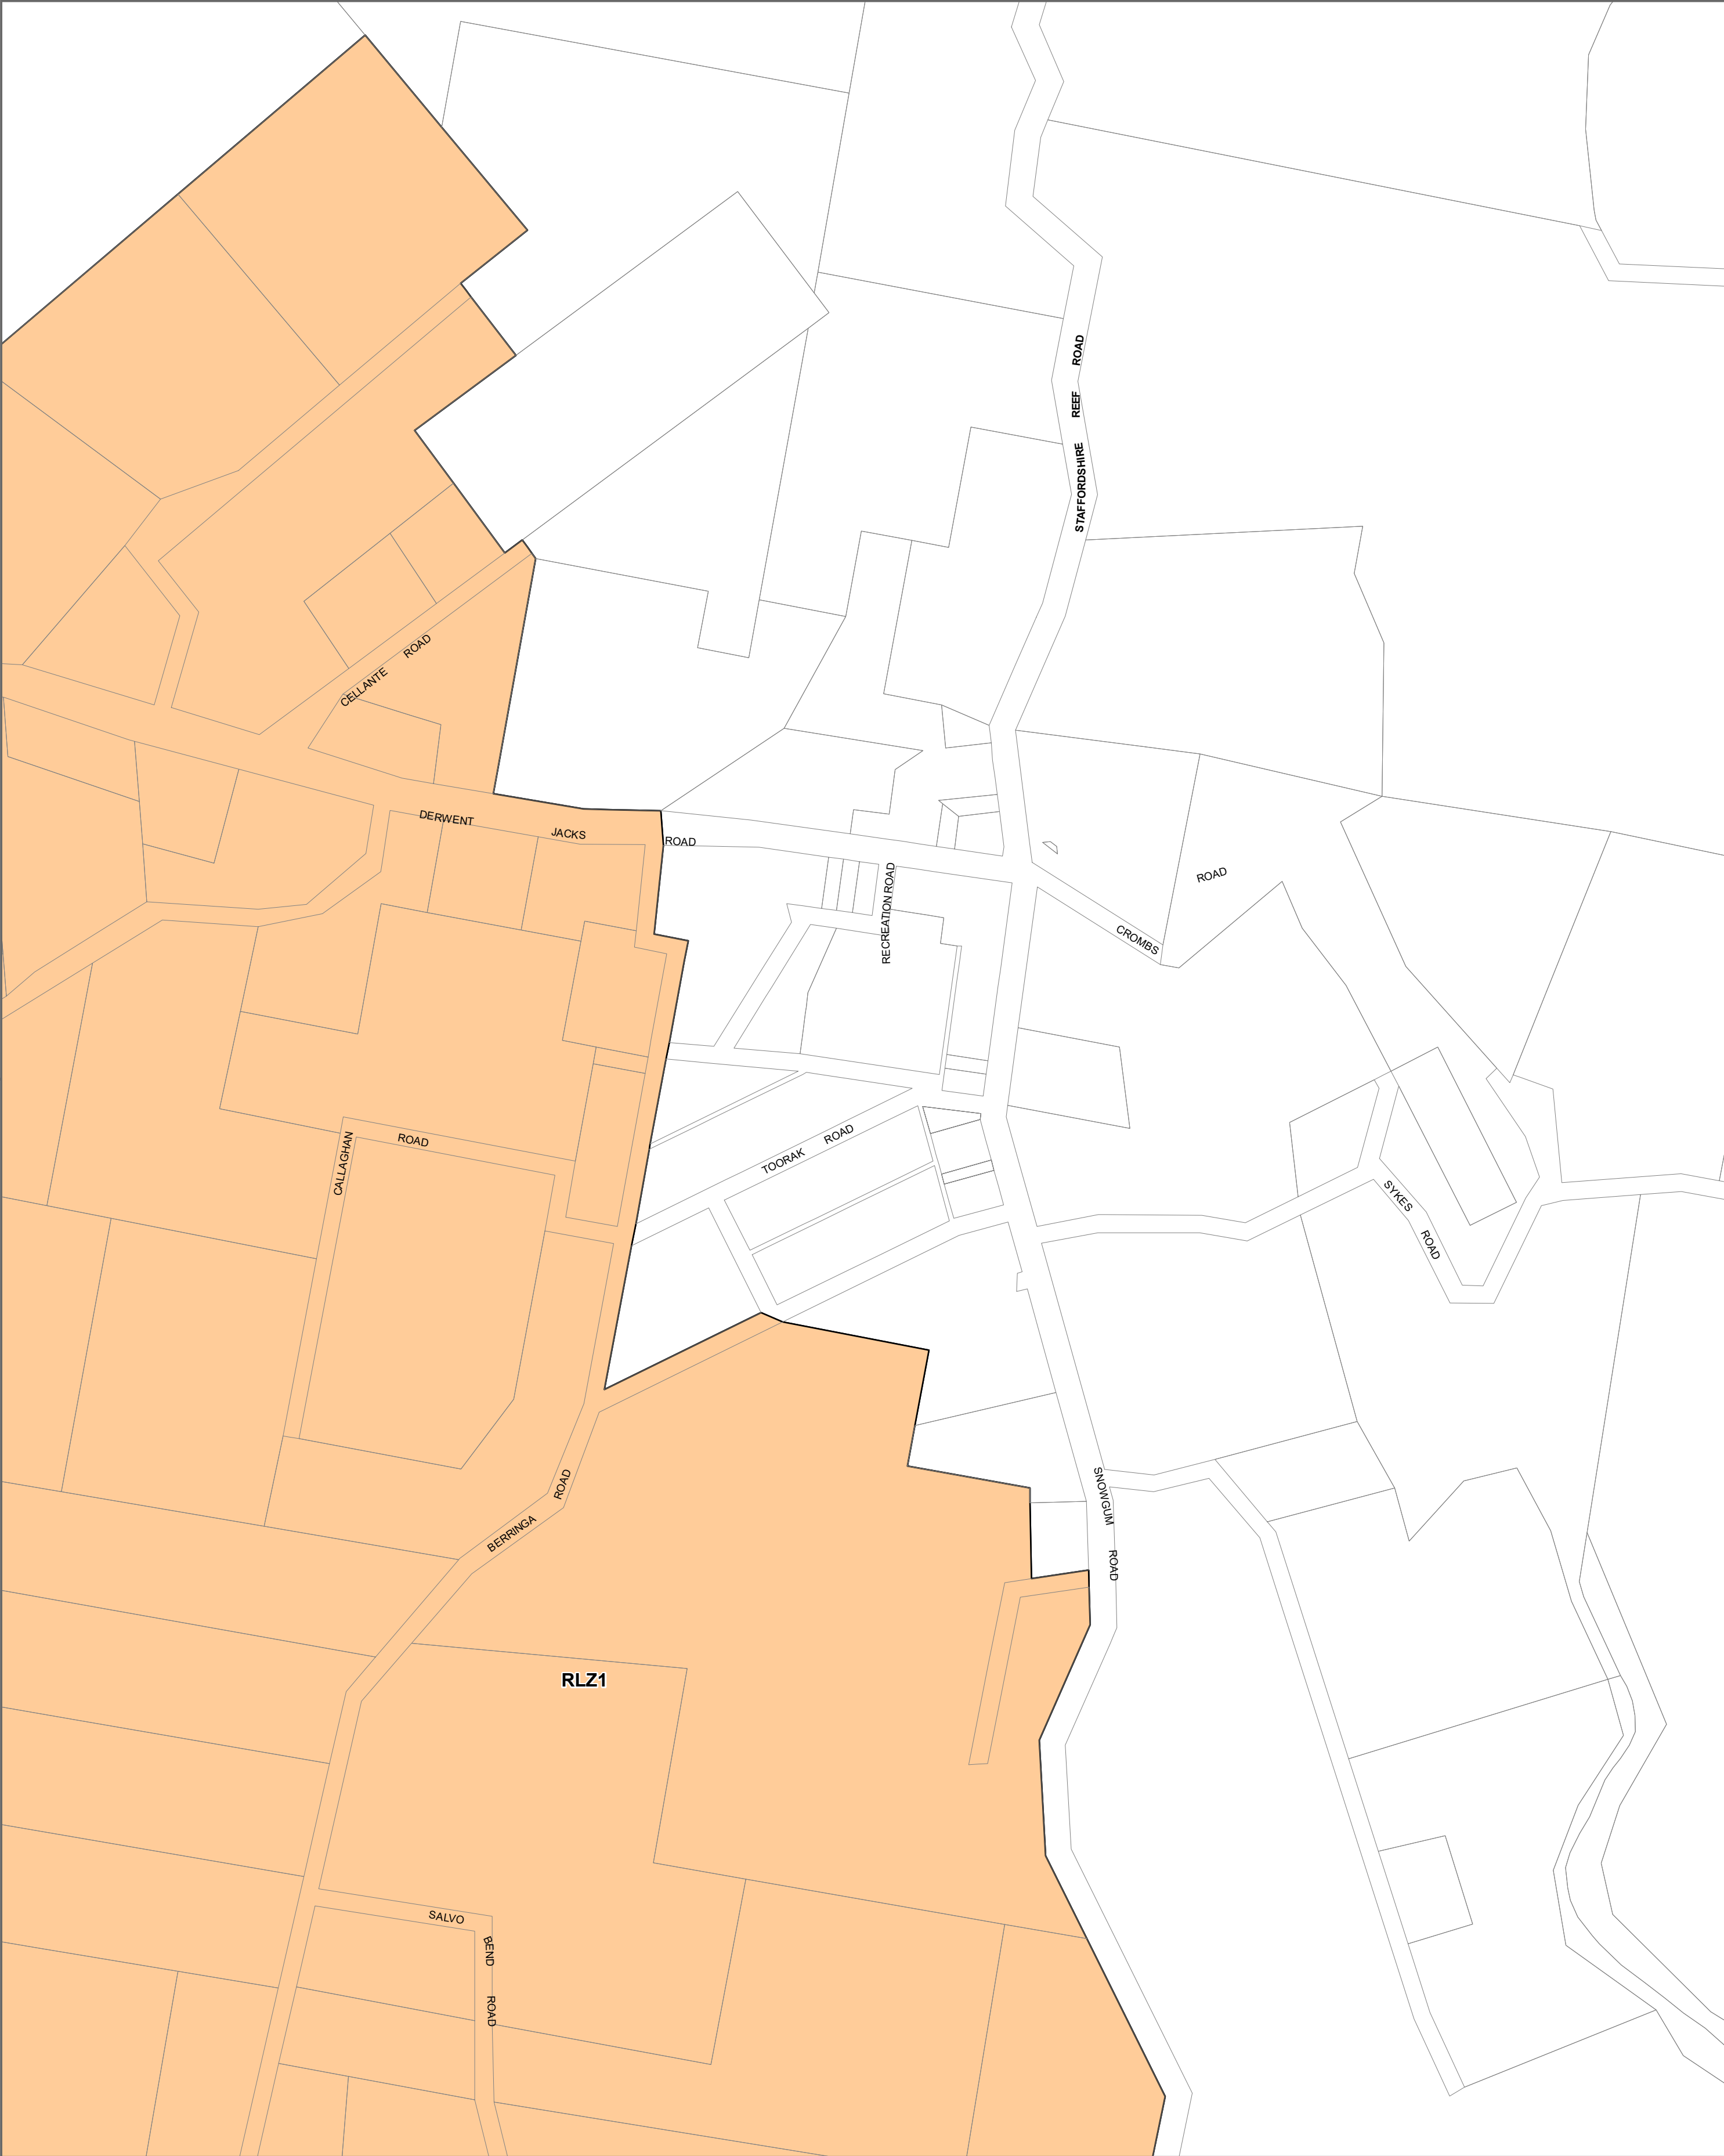 STAFFORDSHIRE REEF ROAD
CELLANTE ROAD
DERWENT JACKS ROAD
RECREATION ROAD
CROMBS ROAD
TOORAK ROAD
CALLAGHAN ROAD
SYKES ROAD
BERRINGA ROAD
SNOWGUM ROAD
RLZ1
SALVO BEND ROAD